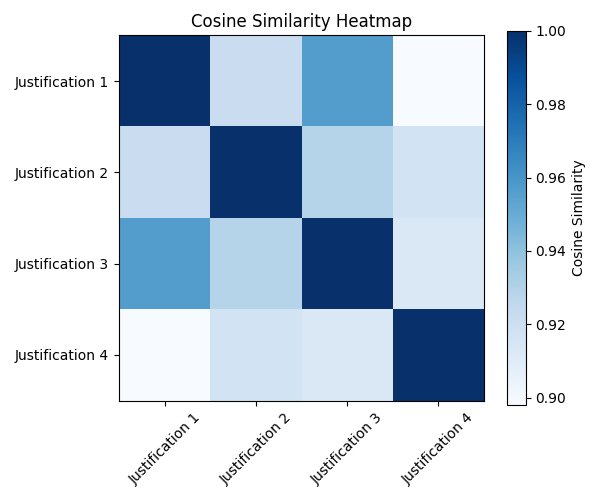 Cosine Similarity Heatmap
Justification 1
Justification 2
Justification 3
Justification 4
Justification 1
Justification 2
Justification 3
Justification 4
1.00
0.98
0.96
0.94
0.92
0.90
Cosine Similarity